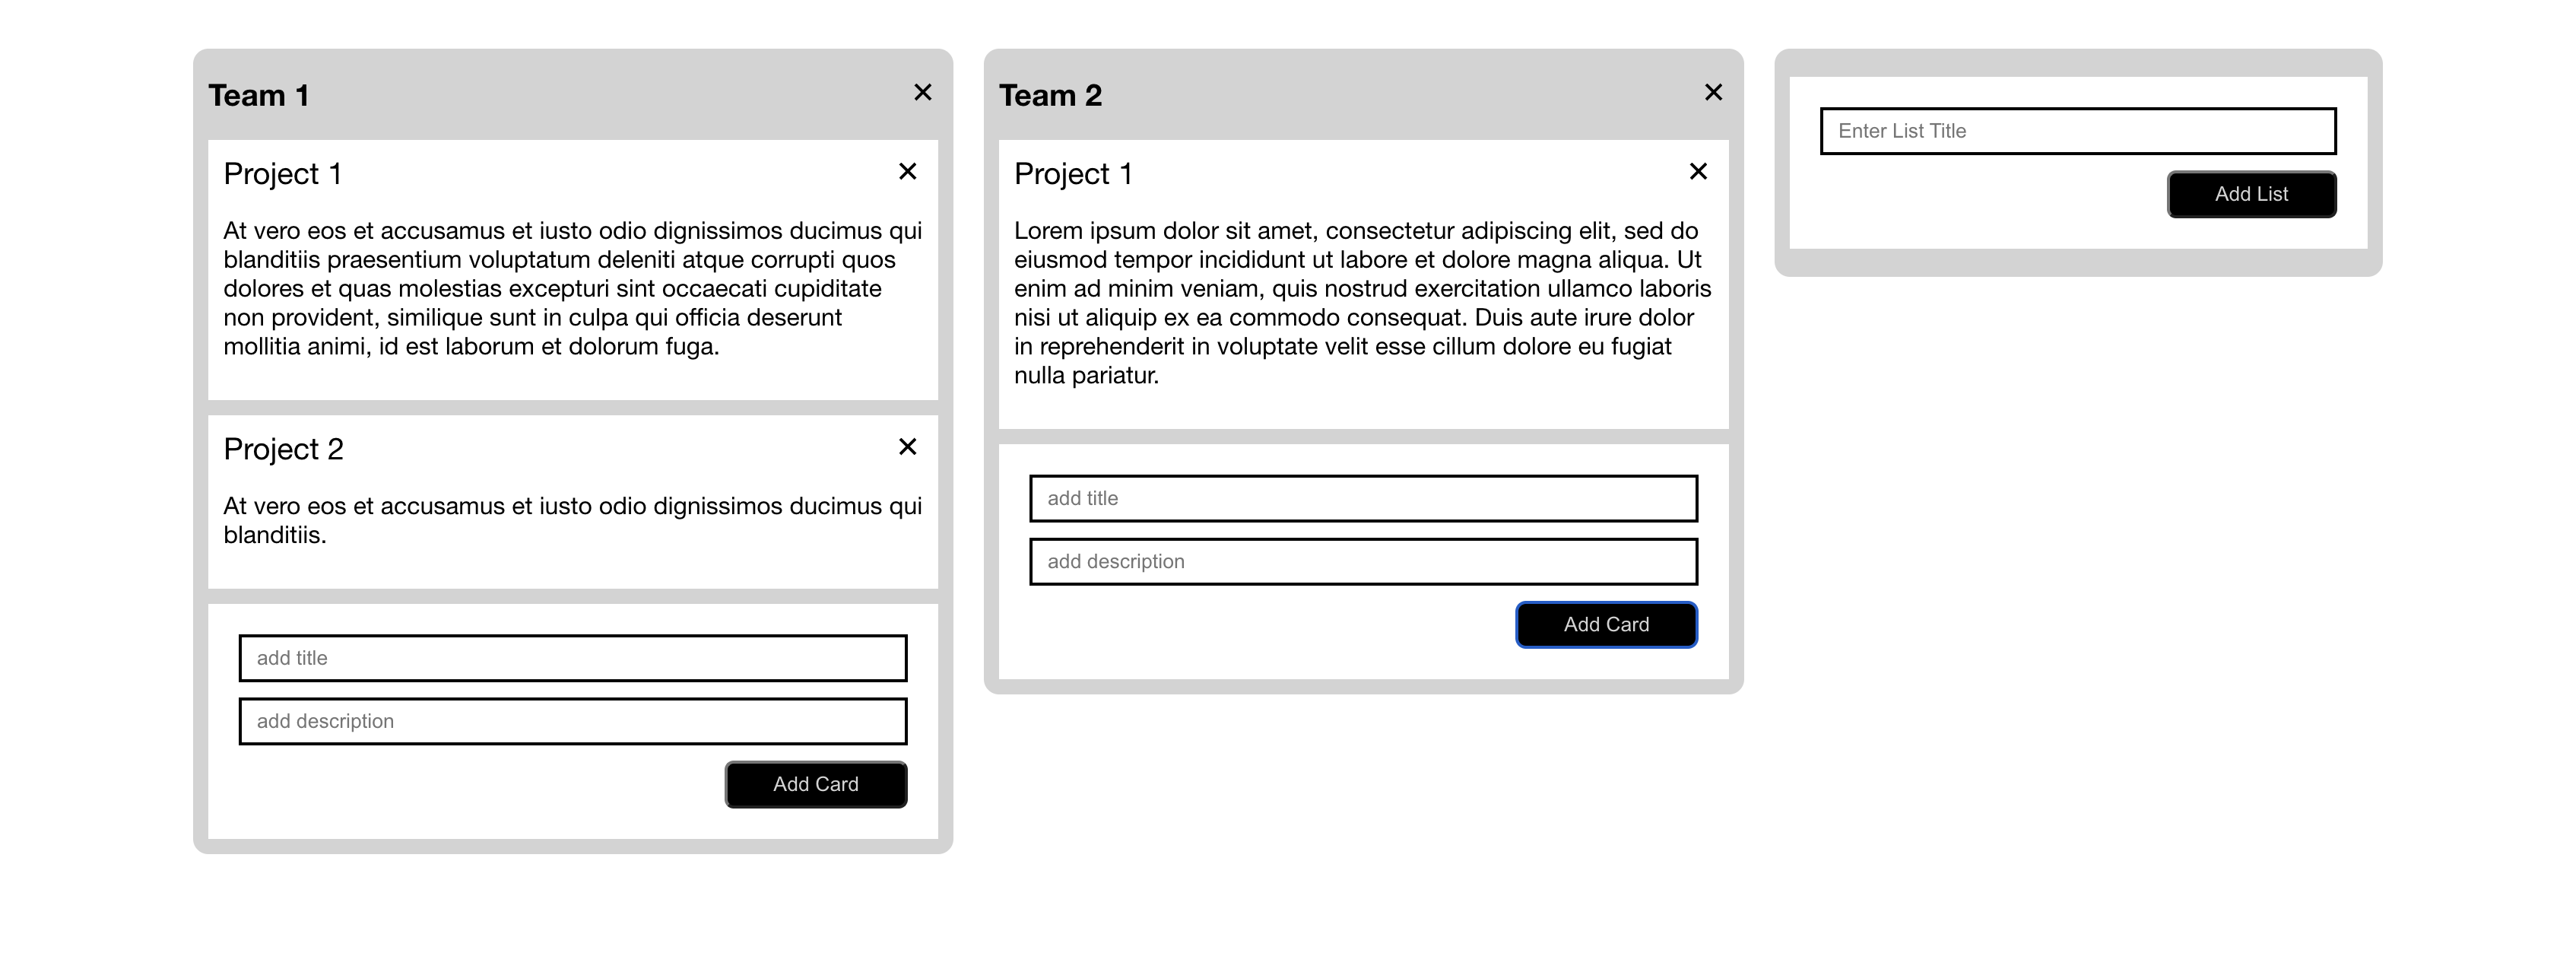 Team 1
Project 1
At vero eos et accusamus et iusto odio dignissimos ducimus qui
blanditiis praesentium voluptatum deleniti atque corrupti quos
dolores et quas molestias excepturi sint occaecati cupiditate
non provident, similique sunt in culpa qui officia deserunt
mollitia animi, id est laborum et dolorum fuga.
Project 2
At vero eos et accusamus et iusto odio dignissimos ducimus qui
blanditiis.
add title
add description
Add Card
Team 2
Project 1
Lorem ipsum dolor sit amet, consectetur adipiscing elit, sed do
eiusmod tempor incididunt ut labore et dolore magna aliqua. Ut
enim ad minim veniam, quis nostrud exercitation ullamco laboris
nisi ut aliquip ex ea commodo consequat. Duis aute irure dolor
in reprehenderit in voluptate velit esse cillum dolore eu fugiat
nulla pariatur.
add title
add description
Add Card
Enter List Title
Add List